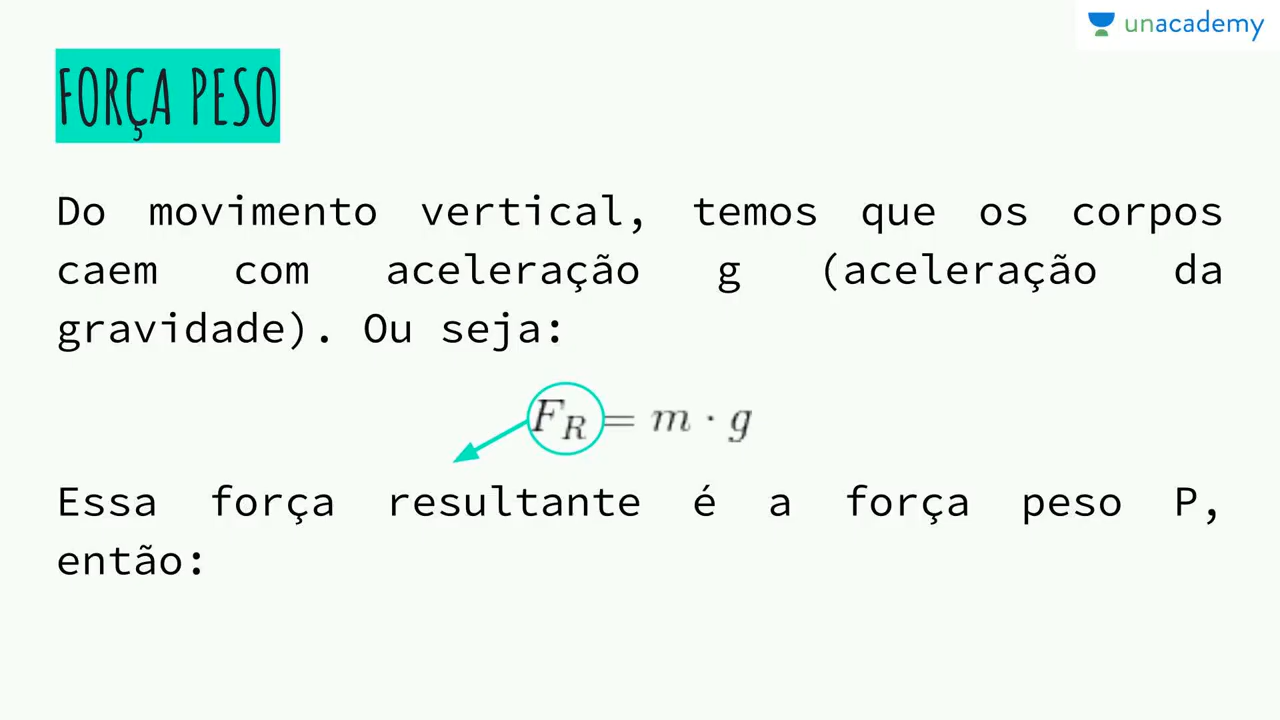 unacademy
FORÇA PESO
Do movimento vertical, temos que os corpos
caem com aceleração g (aceleração da
gravidade). Ou seja:
F_R = m · g
Essa força resultante é a força peso P,
então: